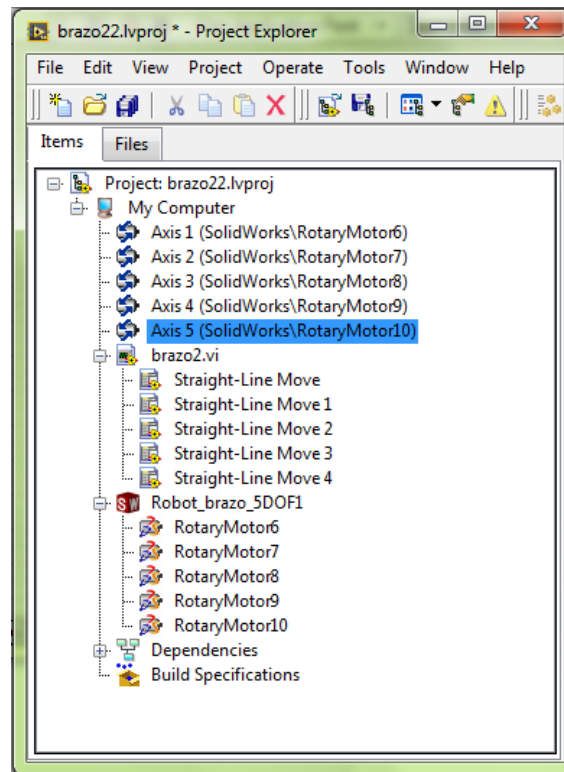 brazo22.lvproj * - Project Explorer
File Edit View Project Operate Tools Window Help
Items Files
Project: brazo22.lvproj
My Computer
Axis 1 (SolidWorks\RotaryMotor6)
Axis 2 (SolidWorks\RotaryMotor7)
Axis 3 (SolidWorks\RotaryMotor8)
Axis 4 (SolidWorks\RotaryMotor9)
Axis 5 (SolidWorks\RotaryMotor10)
brazo2.vi
Straight-Line Move
Straight-Line Move 1
Straight-Line Move 2
Straight-Line Move 3
Straight-Line Move 4
Robot_brazo_5DOF1
RotaryMotor6
RotaryMotor7
RotaryMotor8
RotaryMotor9
RotaryMotor10
Dependencies
Build Specifications